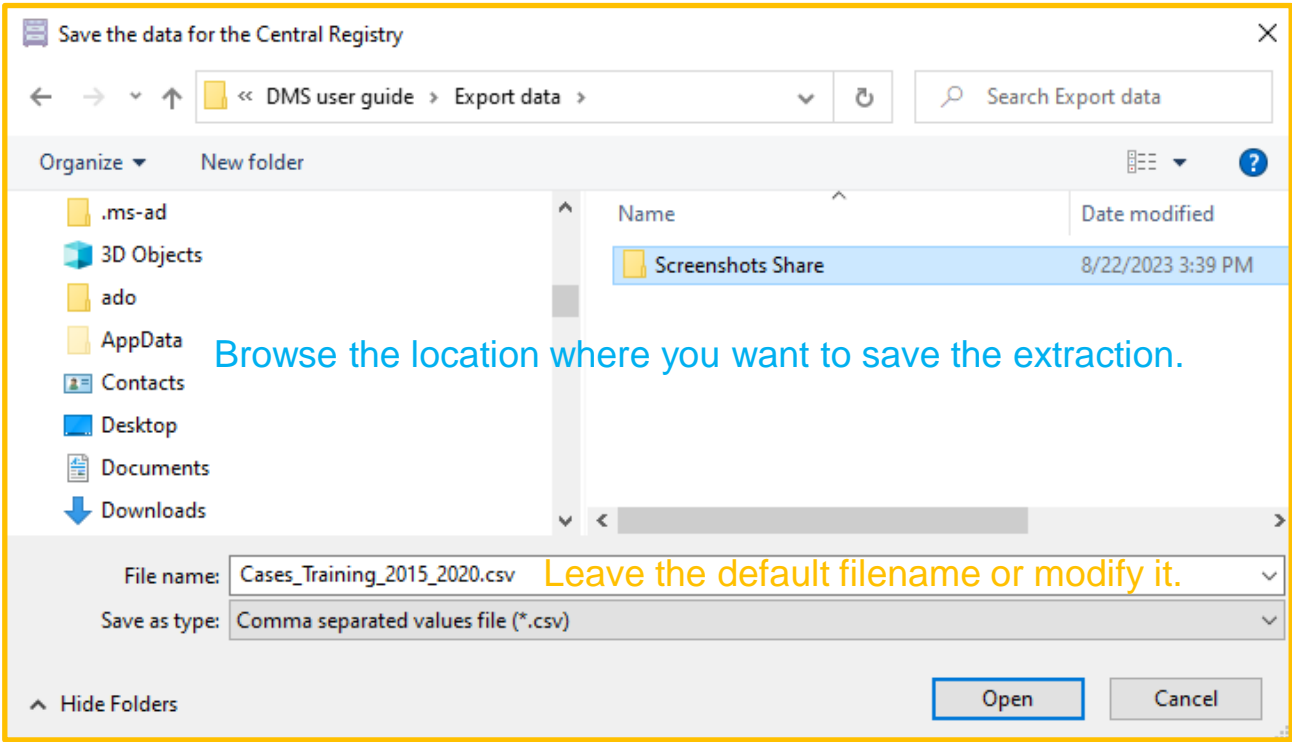 Save the data for the Central Registry
« DMS user guide › Export data ›
Search Export data
Organize
New folder
?
.ms-ad
3D Objects
ado
AppData
Contacts
Desktop
Documents
Downloads
Name
Date modified
Screenshots Share
8/22/2023 3:39 PM
Browse the location where you want to save the extraction.
File name: Cases_Training_2015_2020.csv
Leave the default filename or modify it.
Save as type: Comma separated values file (*.csv)
Hide Folders
Open
Cancel